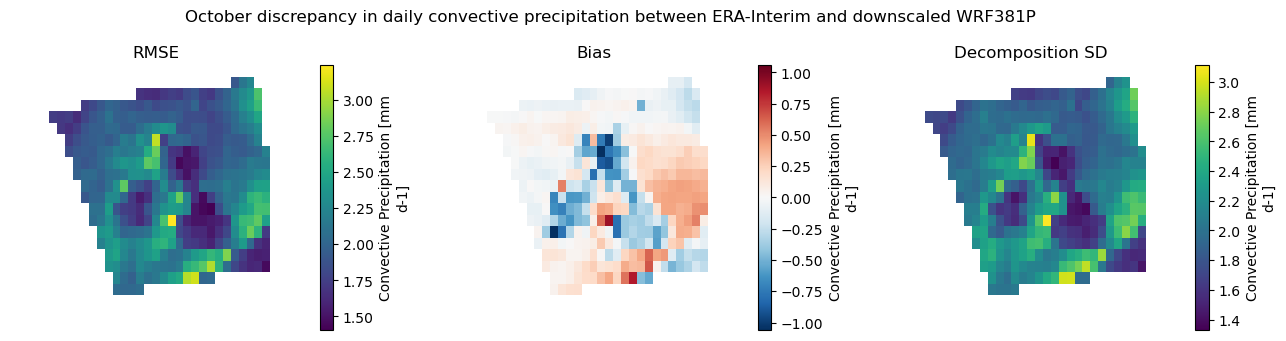 October discrepancy in daily convective precipitation between ERA-Interim and downscaled WRF381P
RMSE
3.00
2.75
2.50
2.25
2.00
1.75
1.50
Convective Precipitation [mm
d-1]
Bias
1.00
0.75
0.50
0.25
0.00
−0.25
−0.50
−0.75
−1.00
Convective Precipitation [mm
d-1]
Decomposition SD
3.0
2.8
2.6
2.4
2.2
2.0
1.8
1.6
1.4
Convective Precipitation [mm
d-1]